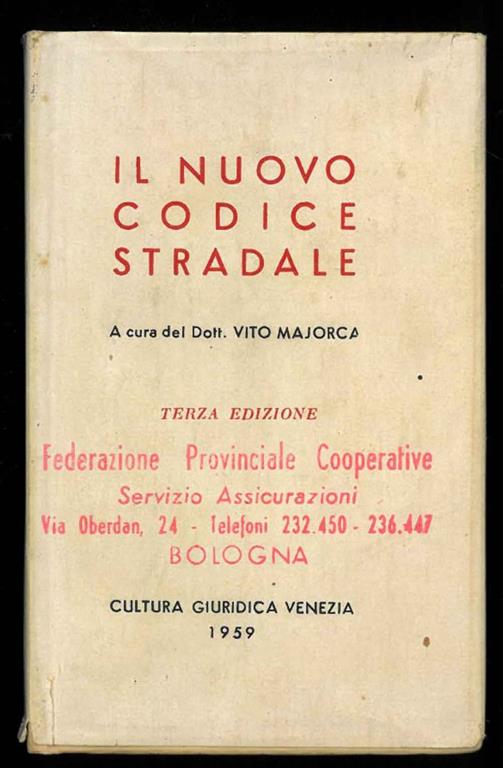 IL NUOVO
CODICE
STRADALE
A cura del Dott. VITO MAJORCA
TERZA EDIZIONE
Federazione Provinciale Cooperative
Servizio Assicurazioni
Via Oberdan, 24 - Telefoni 232.450 - 236.447
BOLOGNA
CULTURA GIURIDICA VENEZIA
1959